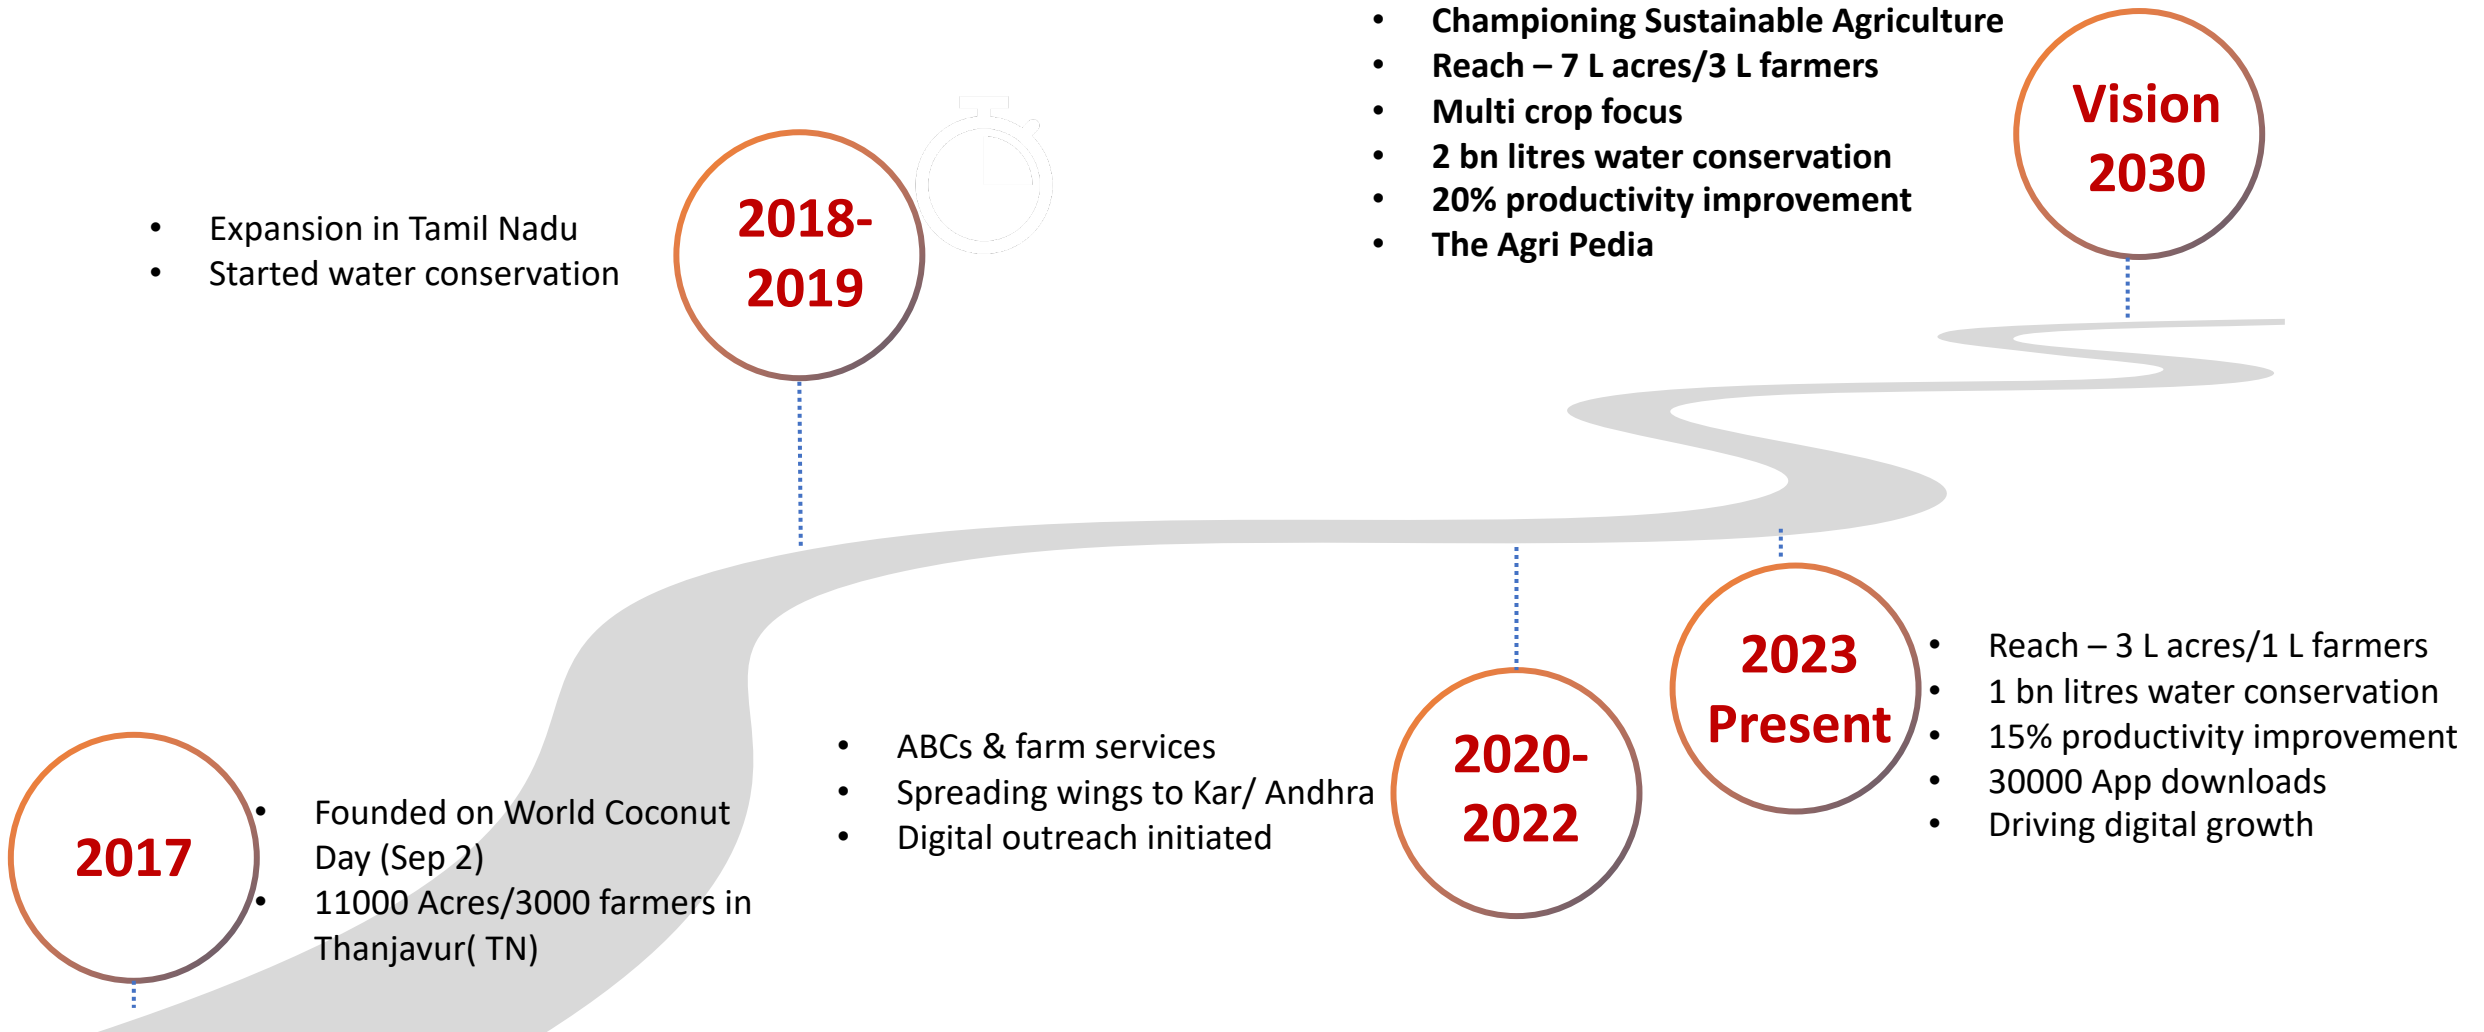 2017
• Founded on World Coconut
Day (Sep 2)
• 11000 Acres/3000 farmers in
Thanjavur( TN)
2018-
2019
• Expansion in Tamil Nadu
• Started water conservation
2020-
2022
• ABCs & farm services
• Spreading wings to Kar/ Andhra
• Digital outreach initiated
2023
Present
• Reach – 3 L acres/1 L farmers
• 1 bn litres water conservation
• 15% productivity improvement
• 30000 App downloads
• Driving digital growth
Vision
2030
• Championing Sustainable Agriculture
• Reach – 7 L acres/3 L farmers
• Multi crop focus
• 2 bn litres water conservation
• 20% productivity improvement
• The Agri Pedia